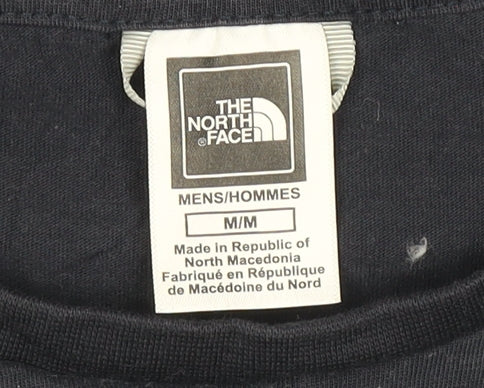 THE
NORTH
®FACE
MENS/HOMMES
M/M
Made in Republic of
North Macedonia
Fabriqué en République
de Macédoine du Nord